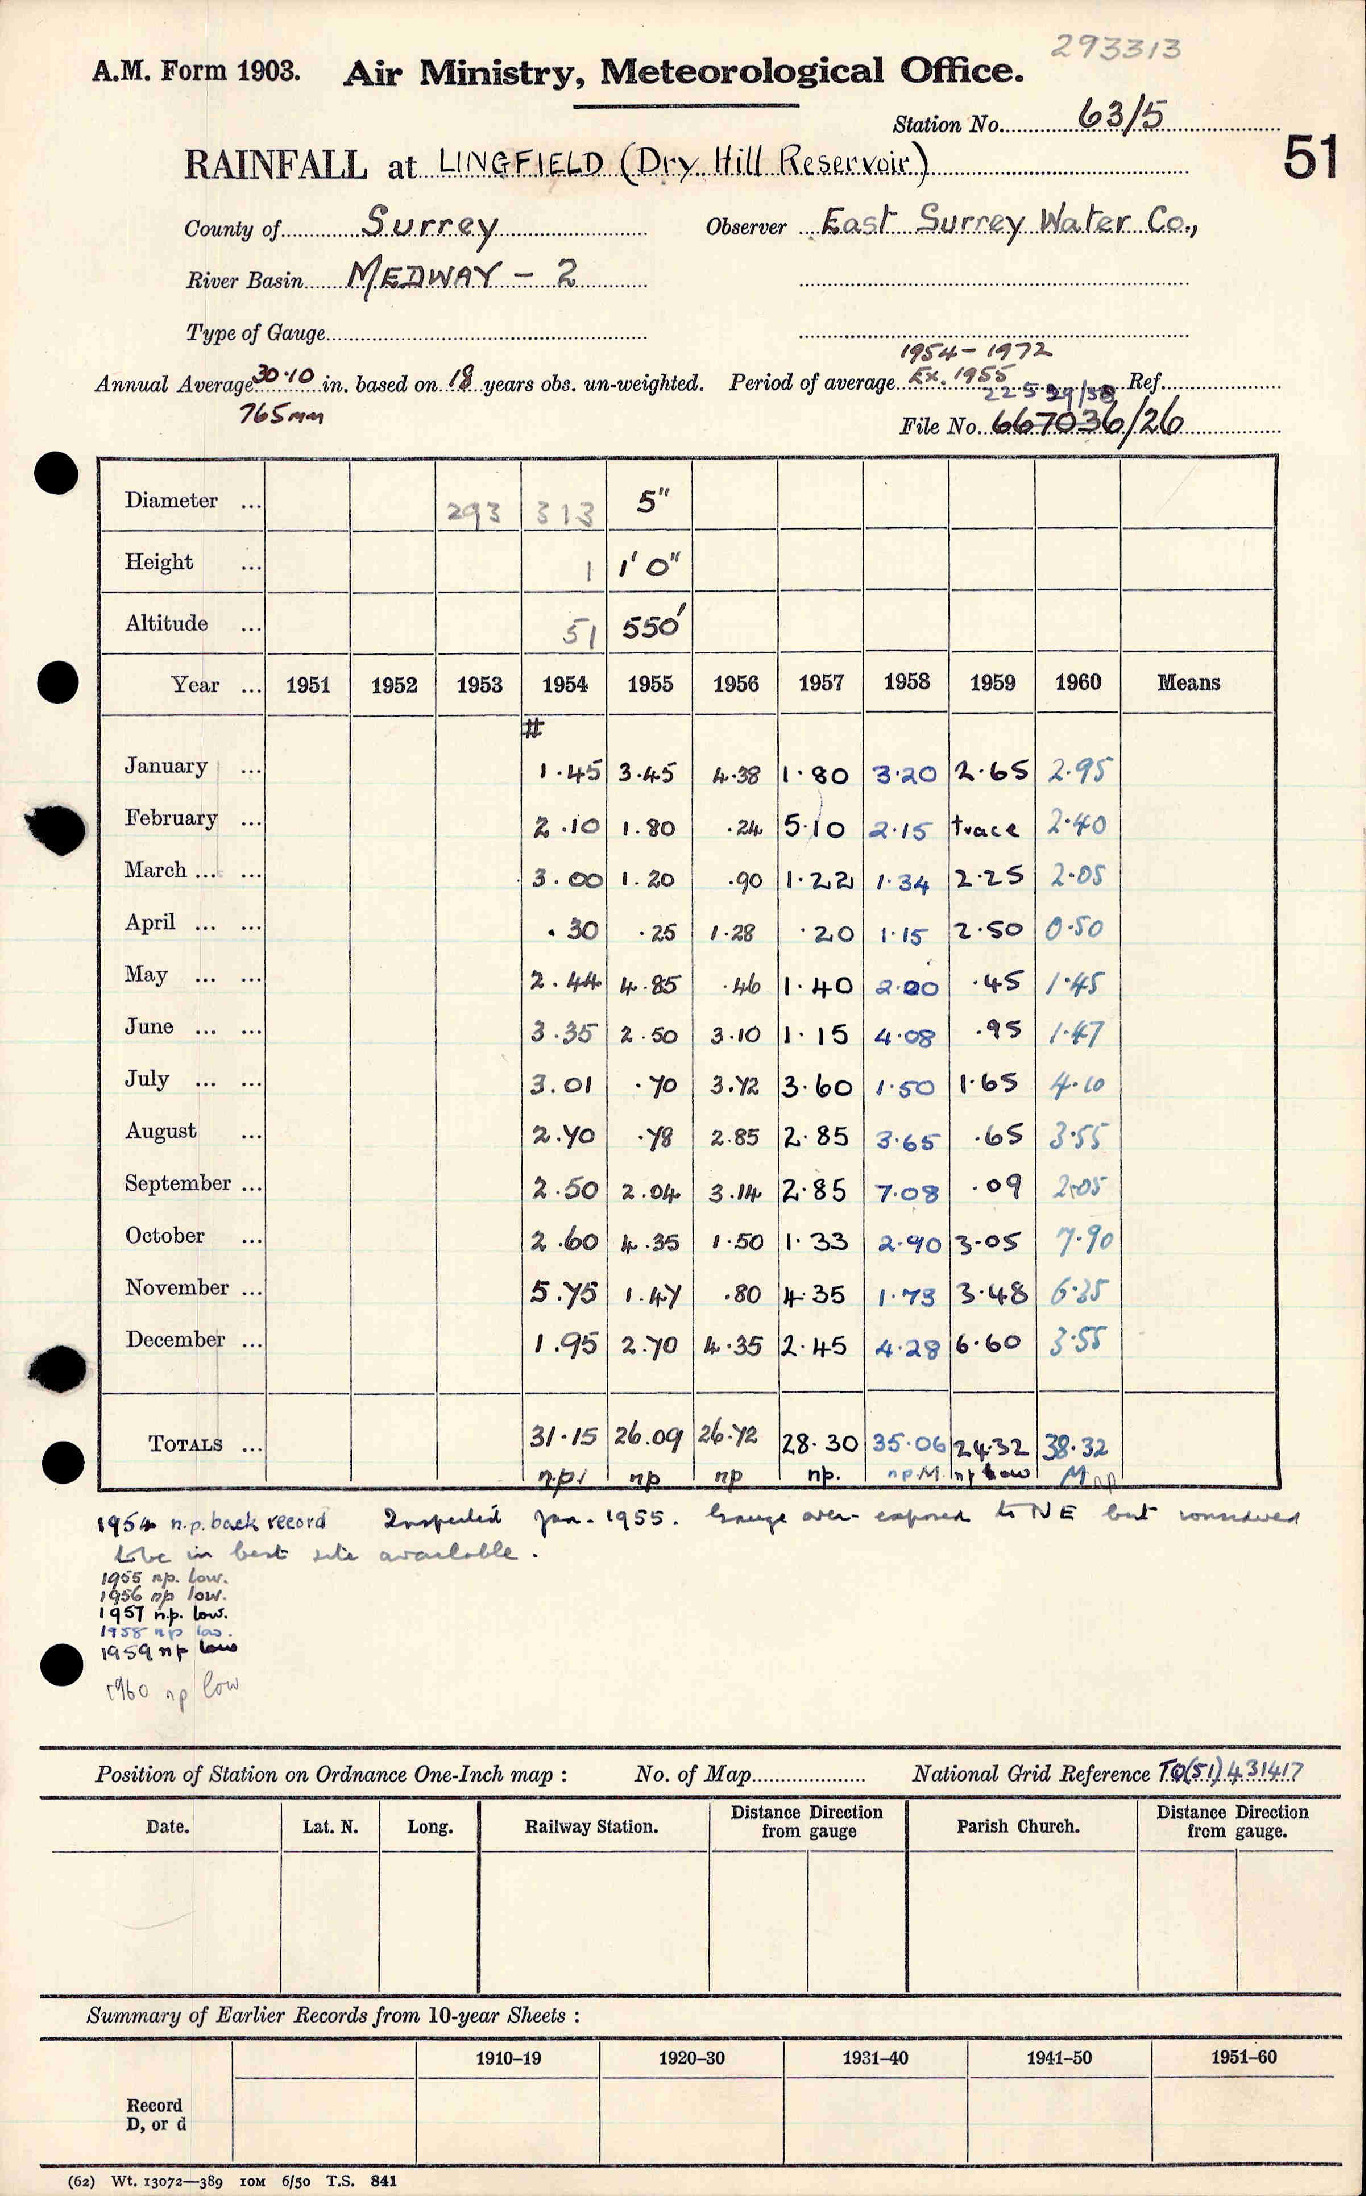 293313
A.M. Form 1903. Air Ministry, Meteorological Office.
Station No. 63/5
51
RAINFALL at LINGFIELD (Dry Hill Reservoir)
County of Surrey Observer East Surrey Water Co.,
River Basin MEDWAY – 2
Type of Gauge
1954 – 1972
Annual Average 30·10 in. based on 18 years obs. un-weighted. Period of average Ex. 1955 Ref.
765mm
File No. 667036/26
Diameter ... 293 313 5"
Height ... 1 1' 0"
Altitude ... 51 550'
Year ... 1951 1952 1953 1954 1955 1956 1957 1958 1959 1960 Means
#
January ... 1.45 3.45 4.38 1.80 3.20 2.65 2.95
February ... 2.10 1.80 .24 5.10 2.15 trace 2.40
March ... ... 3.00 1.20 .90 1.22 1.34 2.25 2.05
April ... ... .30 .25 1.28 .20 1.15 2.50 0.50
May ... ... 2.44 4.85 .46 1.40 2.00 .45 1.45
June ... ... 3.35 2.50 3.10 1.15 4.08 .95 1.47
July ... ... 3.01 .70 3.72 3.60 1.50 1.65 4.10
August ... 2.70 .78 2.85 2.85 3.65 .65 3.55
September ... 2.50 2.04 3.14 2.85 7.08 .09 2.05
October ... 2.60 4.35 1.50 1.33 2.90 3.05 7.90
November ... 5.75 1.47 .80 4.35 1.73 3.48 6.35
December ... 1.95 2.70 4.35 2.45 4.28 6.60 3.55
TOTALS ... 31.15 26.09 26.72 28.30 35.06 24.32 38.32
n.p. np np np. np M np low M np
1954 n.p. back record Inspected Jan. 1955. Gauge over-exposed to NE but considered
to be in best site available.
1955 np. low.
1956 np low.
1957 n.p. low.
1958 np low.
1959 np low
1960 np low
Position of Station on Ordnance One-Inch map : No. of Map National Grid Reference TQ(51)431417
Date. Lat. N. Long. Railway Station. Distance Direction from gauge Parish Church. Distance Direction from gauge.
Summary of Earlier Records from 10-year Sheets :
1910–19 1920–30 1931–40 1941–50 1951–60
Record
D, or d
(62) Wt. 13072—389 10M 6/50 T.S. 841